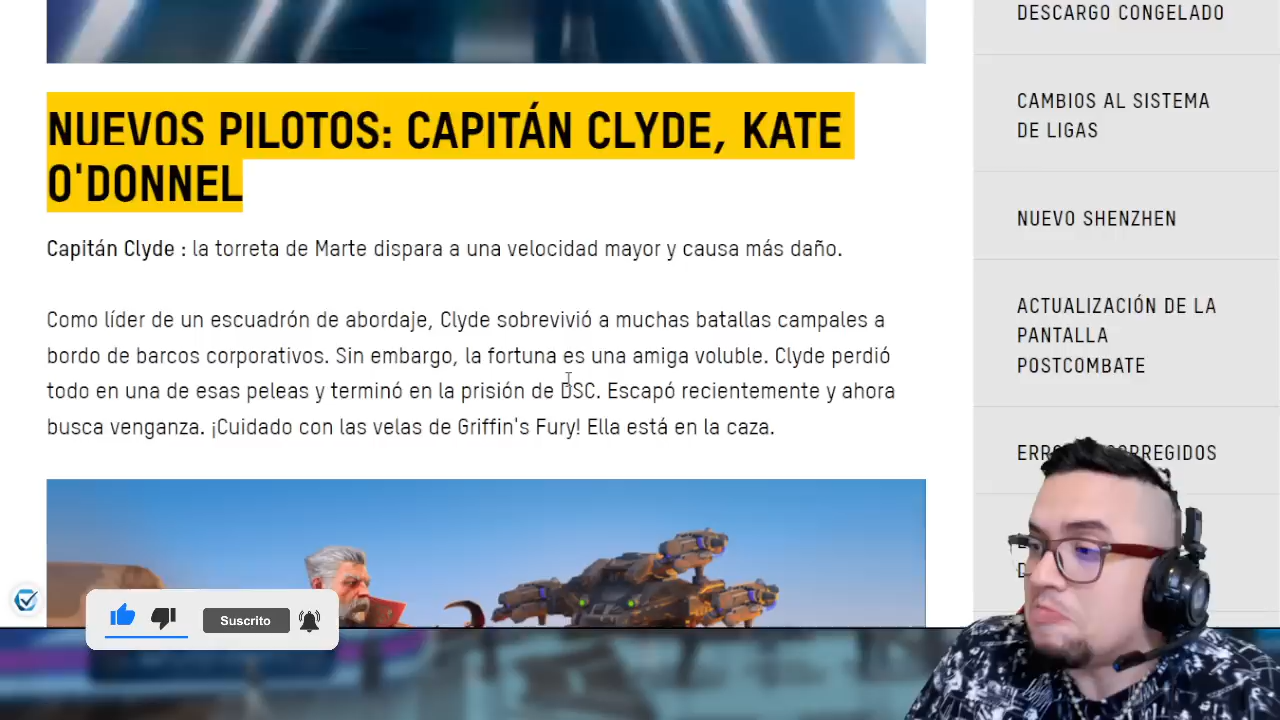 NUEVOS PILOTOS: CAPITÁN CLYDE, KATE
O'DONNEL
Capitán Clyde : la torreta de Marte dispara a una velocidad mayor y causa más daño.
Como líder de un escuadrón de abordaje, Clyde sobrevivió a muchas batallas campales a
bordo de barcos corporativos. Sin embargo, la fortuna es una amiga voluble. Clyde perdió
todo en una de esas peleas y terminó en la prisión de DSC. Escapó recientemente y ahora
busca venganza. ¡Cuidado con las velas de Griffin's Fury! Ella está en la caza.
Suscrito
DESCARGO CONGELADO
CAMBIOS AL SISTEMA
DE LIGAS
NUEVO SHENZHEN
ACTUALIZACIÓN DE LA
PANTALLA
POSTCOMBATE